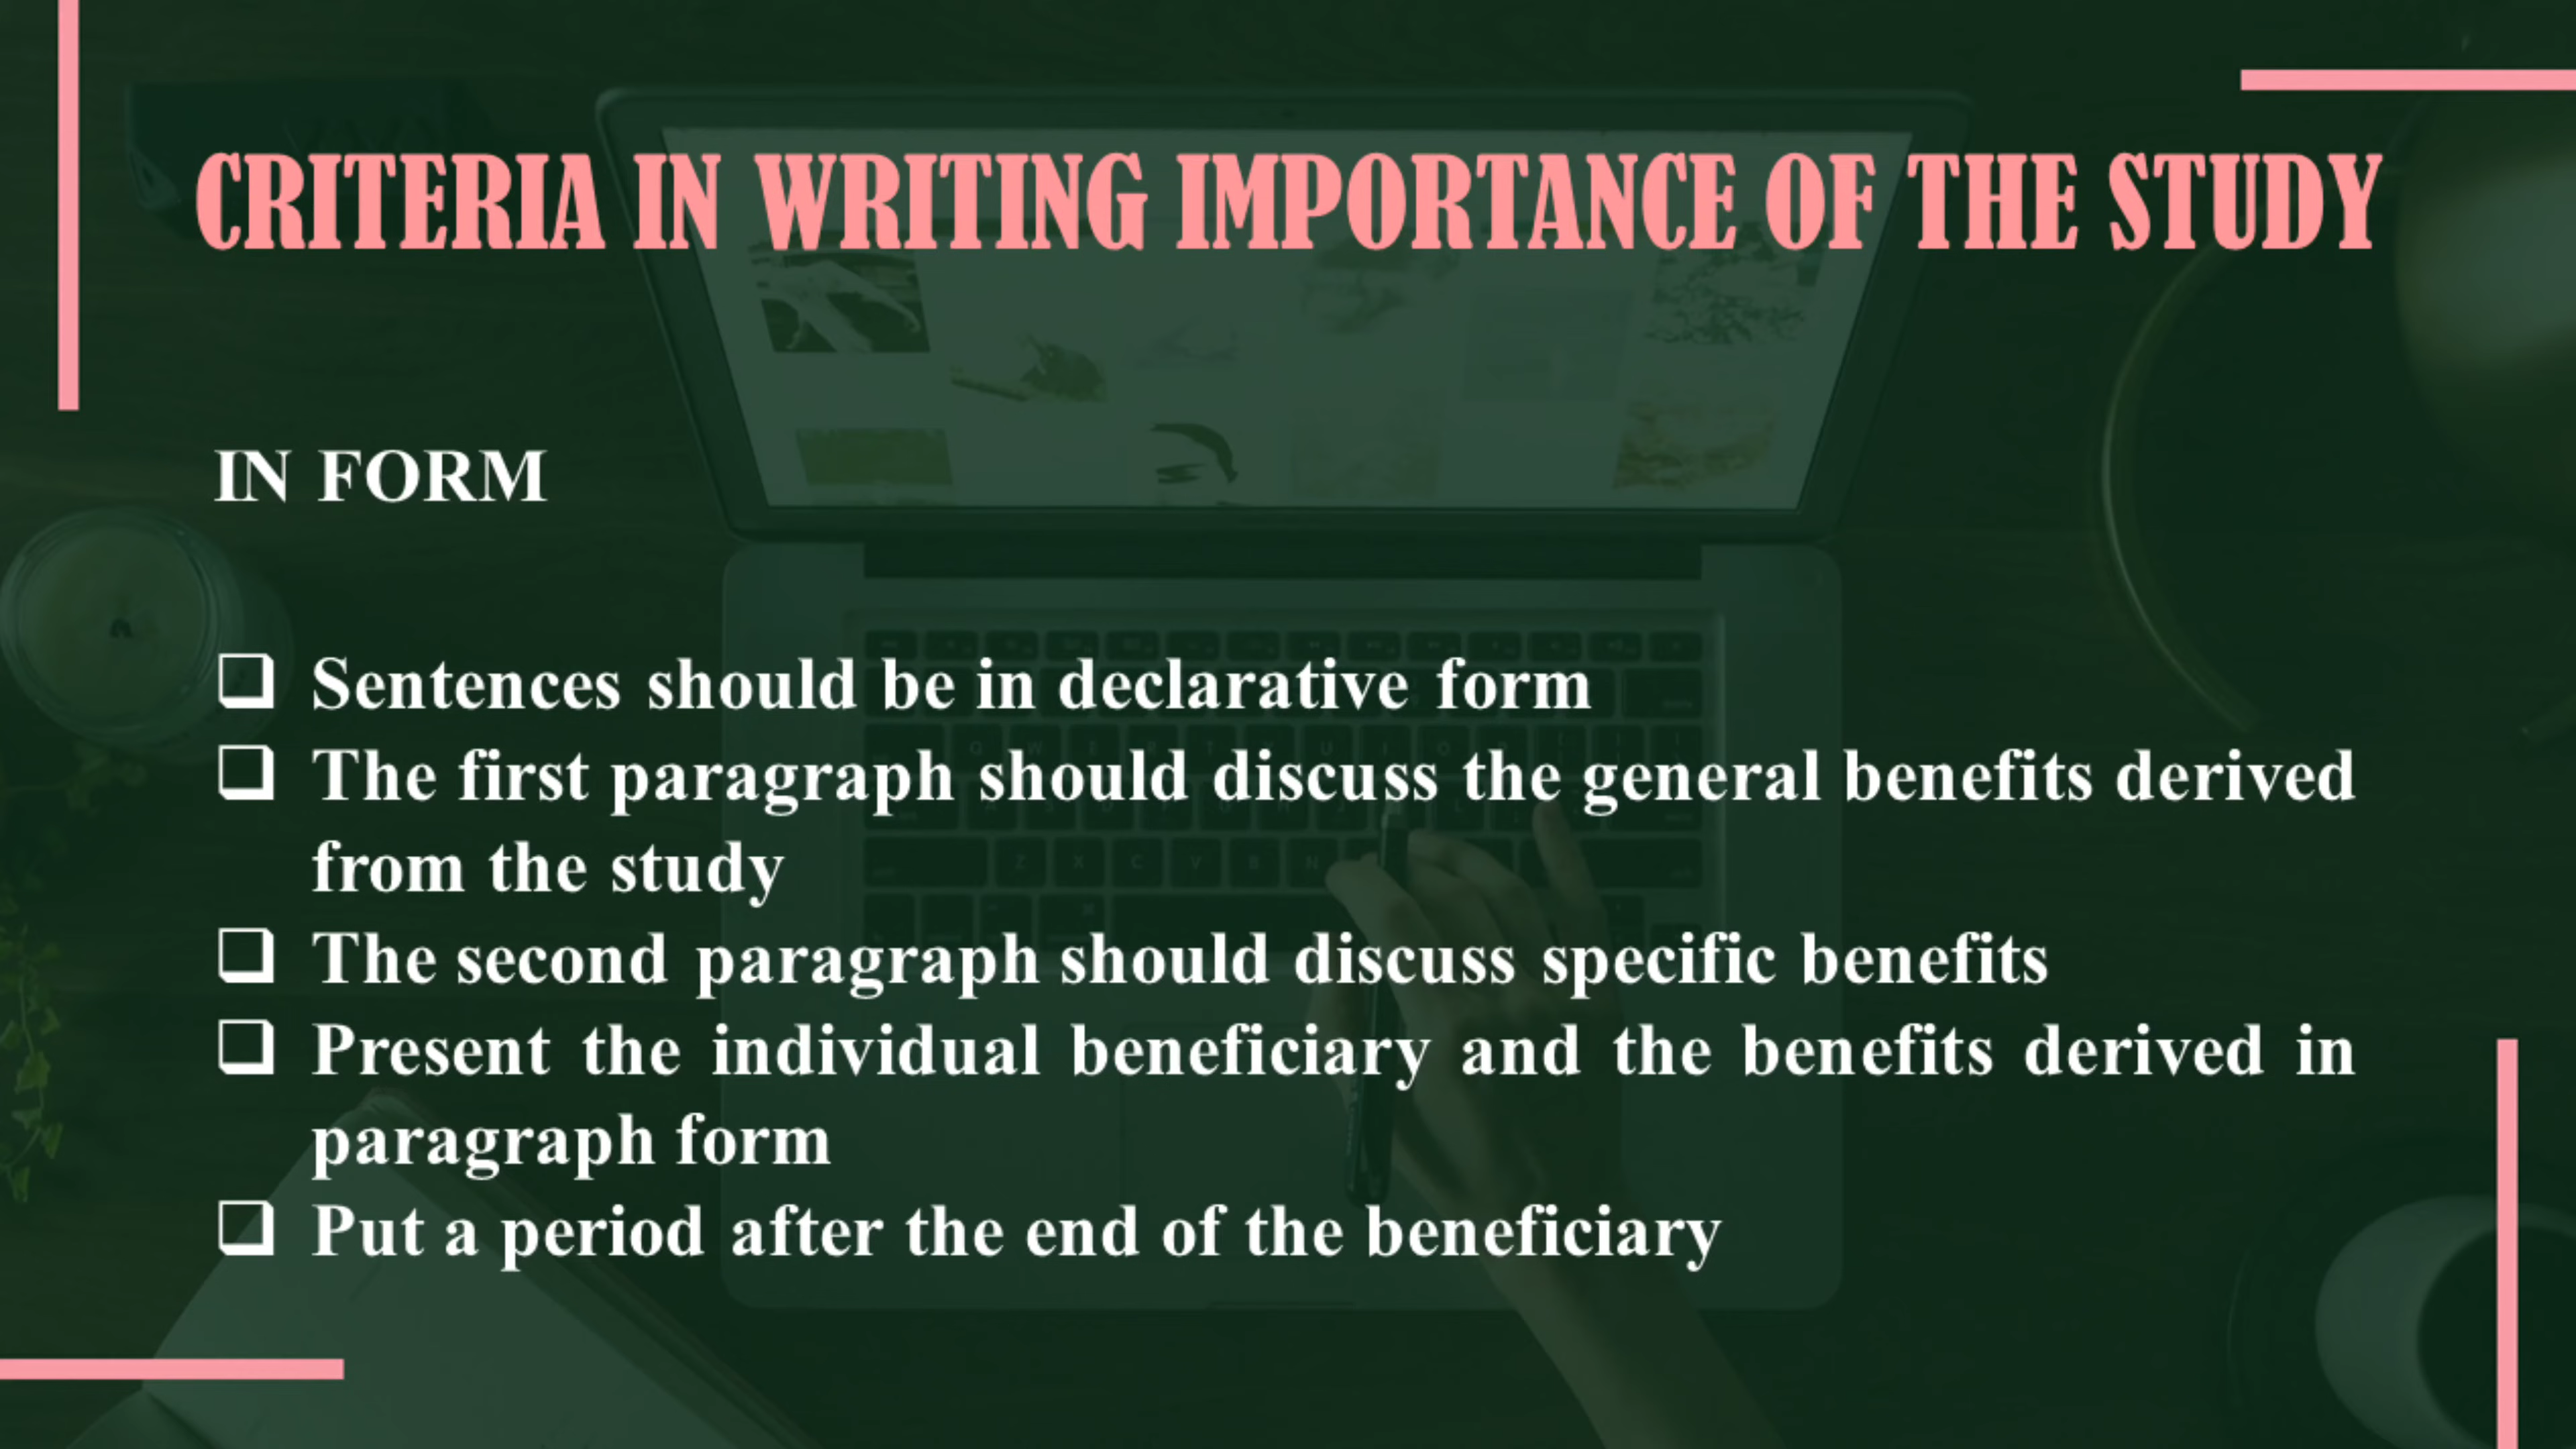 CRITERIA IN WRITING IMPORTANCE OF THE STUDY
IN FORM
❑ Sentences should be in declarative form
❑ The first paragraph should discuss the general benefits derived
from the study
❑ The second paragraph should discuss specific benefits
❑ Present the individual beneficiary and the benefits derived in
paragraph form
❑ Put a period after the end of the beneficiary